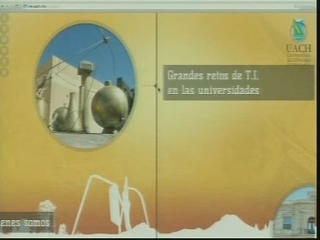 UACH
Grandes retos de T.I.
en las universidades
enes somos